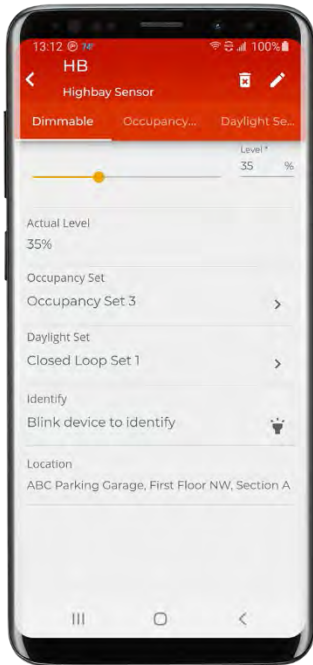 13:12 74° 100%
HB
Highbay Sensor
Dimmable Occupancy... Daylight Se...
Level *
35 %
Actual Level
35%
Occupancy Set
Occupancy Set 3
Daylight Set
Closed Loop Set 1
Identify
Blink device to identify
Location
ABC Parking Garage, First Floor NW, Section A